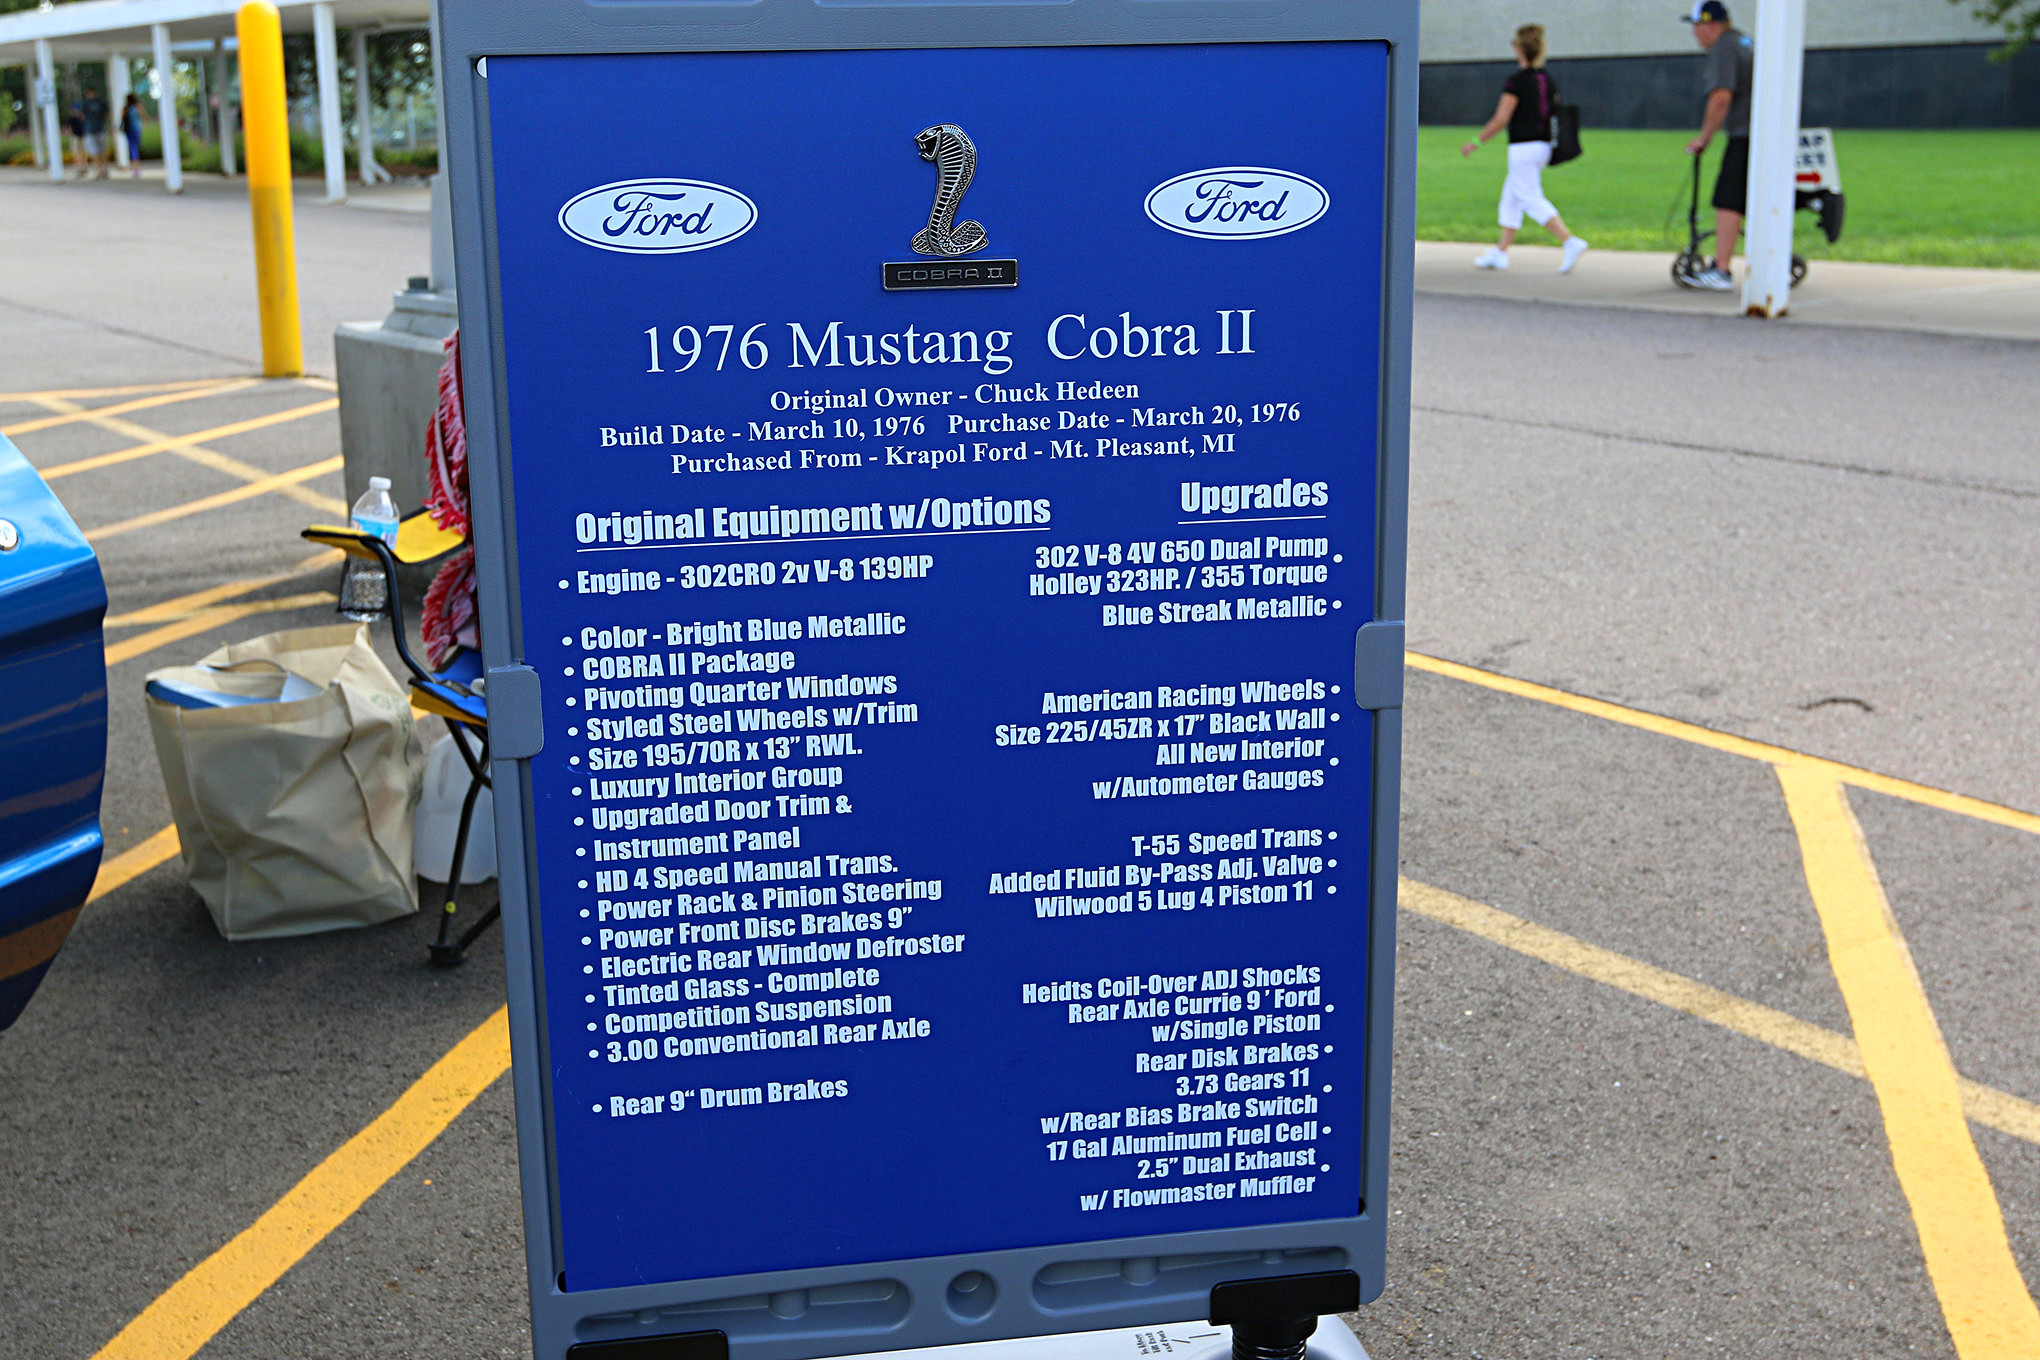 Ford
Ford
COBRA II
1976 Mustang Cobra II
Original Owner - Chuck Hedeen
Build Date - March 10, 1976 Purchase Date - March 20, 1976
Purchased From - Krapol Ford - Mt. Pleasant, MI
Original Equipment w/Options
• Engine - 302CRO 2v V-8 139HP
• Color - Bright Blue Metallic
• COBRA II Package
• Pivoting Quarter Windows
• Styled Steel Wheels w/Trim
• Size 195/70R x 13” RWL.
• Luxury Interior Group
• Upgraded Door Trim &
• Instrument Panel
• HD 4 Speed Manual Trans.
• Power Rack & Pinion Steering
• Power Front Disc Brakes 9”
• Electric Rear Window Defroster
• Tinted Glass - Complete
• Competition Suspension
• 3.00 Conventional Rear Axle
• Rear 9“ Drum Brakes
Upgrades
302 V-8 4V 650 Dual Pump •
Holley 323HP. / 355 Torque
Blue Streak Metallic •
American Racing Wheels •
Size 225/45ZR x 17” Black Wall •
All New Interior
w/Autometer Gauges •
T-55 Speed Trans •
Added Fluid By-Pass Adj. Valve •
Wilwood 5 Lug 4 Piston 11 •
Heidts Coil-Over ADJ Shocks
Rear Axle Currie 9 ’ Ford •
w/Single Piston
Rear Disk Brakes •
3.73 Gears 11 •
w/Rear Bias Brake Switch
17 Gal Aluminum Fuel Cell •
2.5” Dual Exhaust •
w/ Flowmaster Muffler